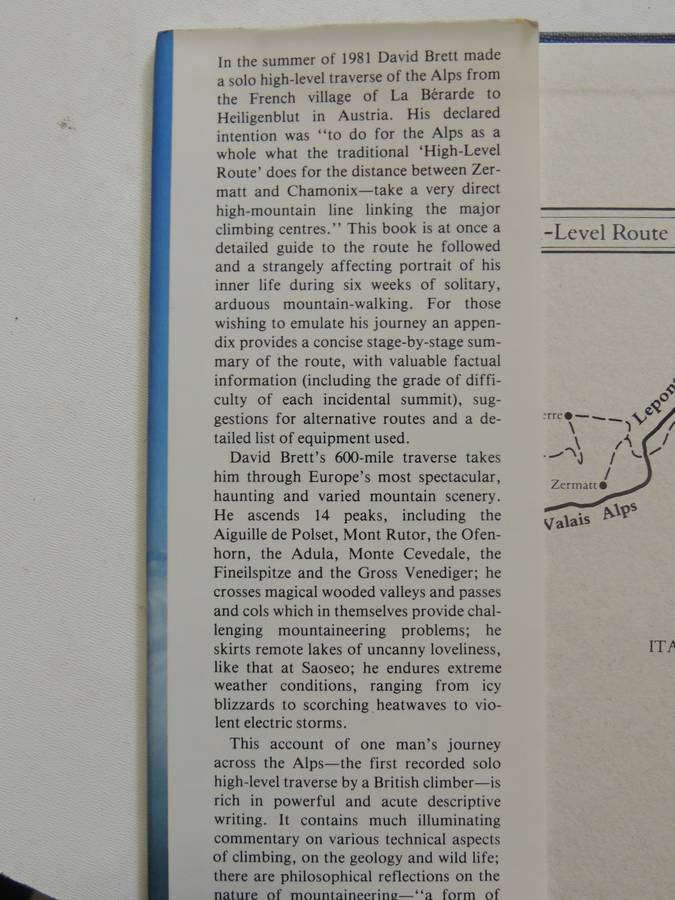 In the summer of 1981 David Brett made
a solo high-level traverse of the Alps from
the French village of La Bérarde to
Heiligenblut in Austria. His declared
intention was “to do for the Alps as a
whole what the traditional ‘High-Level
Route’ does for the distance between Zer-
matt and Chamonix—take a very direct
high-mountain line linking the major
climbing centres.” This book is at once a
detailed guide to the route he followed
and a strangely affecting portrait of his
inner life during six weeks of solitary,
arduous mountain-walking. For those
wishing to emulate his journey an appen-
dix provides a concise stage-by-stage sum-
mary of the route, with valuable factual
information (including the grade of diffi-
culty of each incidental summit), sug-
gestions for alternative routes and a de-
tailed list of equipment used.
David Brett’s 600-mile traverse takes
him through Europe’s most spectacular,
haunting and varied mountain scenery.
He ascends 14 peaks, including the
Aiguille de Polset, Mont Rutor, the Ofen-
horn, the Adula, Monte Cevedale, the
Fineilspitze and the Gross Venediger; he
crosses magical wooded valleys and passes
and cols which in themselves provide chal-
lenging mountaineering problems; he
skirts remote lakes of uncanny loveliness,
like that at Saoseo; he endures extreme
weather conditions, ranging from icy
blizzards to scorching heatwaves to vio-
lent electric storms.
This account of one man’s journey
across the Alps—the first recorded solo
high-level traverse by a British climber—is
rich in powerful and acute descriptive
writing. It contains much illuminating
commentary on various technical aspects
of climbing, on the geology and wild life;
there are philosophical reflections on the
nature of mountaineering—“a form of
-Level Route
erre
Lepont
Zermatt
Valais Alps
ITA